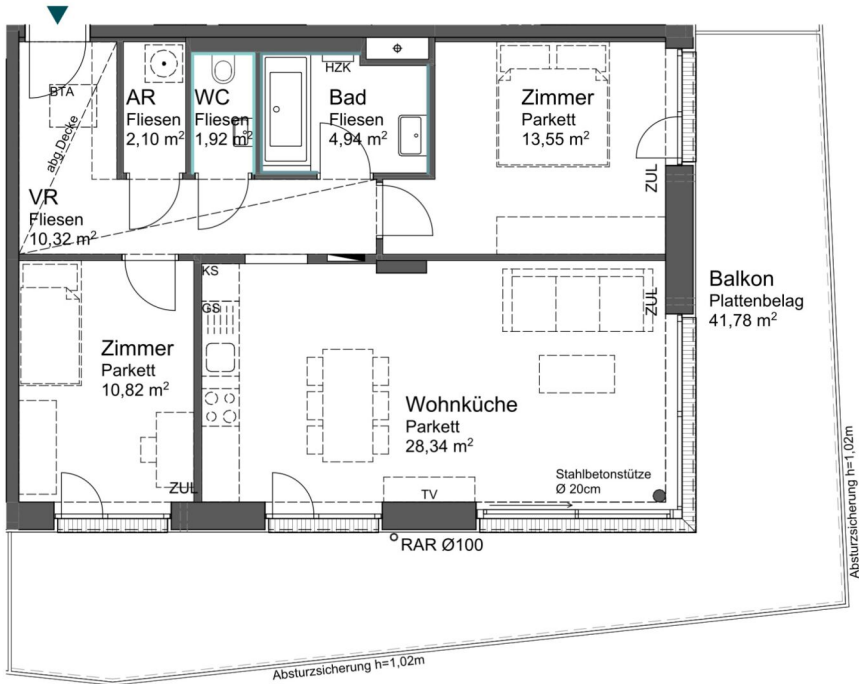 BTA
abg.Decke
AR
Fliesen
2,10 m²
WC
Fliesen
1,92 m²
HZK
Bad
Fliesen
4,94 m²
Zimmer
Parkett
13,55 m²
ZUL
VR
Fliesen
10,32 m²
KS
GS
ZUL
Balkon
Plattenbelag
41,78 m²
Zimmer
Parkett
10,82 m²
ZUL
Wohnküche
Parkett
28,34 m²
Stahlbetonstütze
Ø 20cm
TV
RAR Ø100
Absturzsicherung h=1,02m
Absturzsicherung h=1,02m